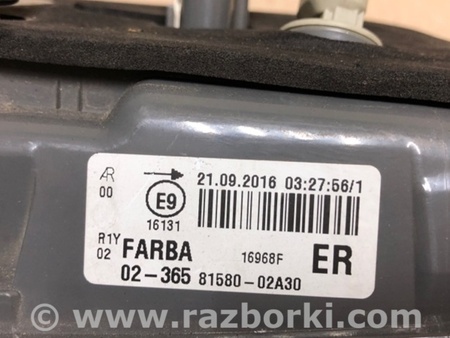 AR 21.09.2016 03:27:56/1
00
E9
16131
R1Y FARBA 16968F ER
02
02-365 81580-02A30
www.razborki.com